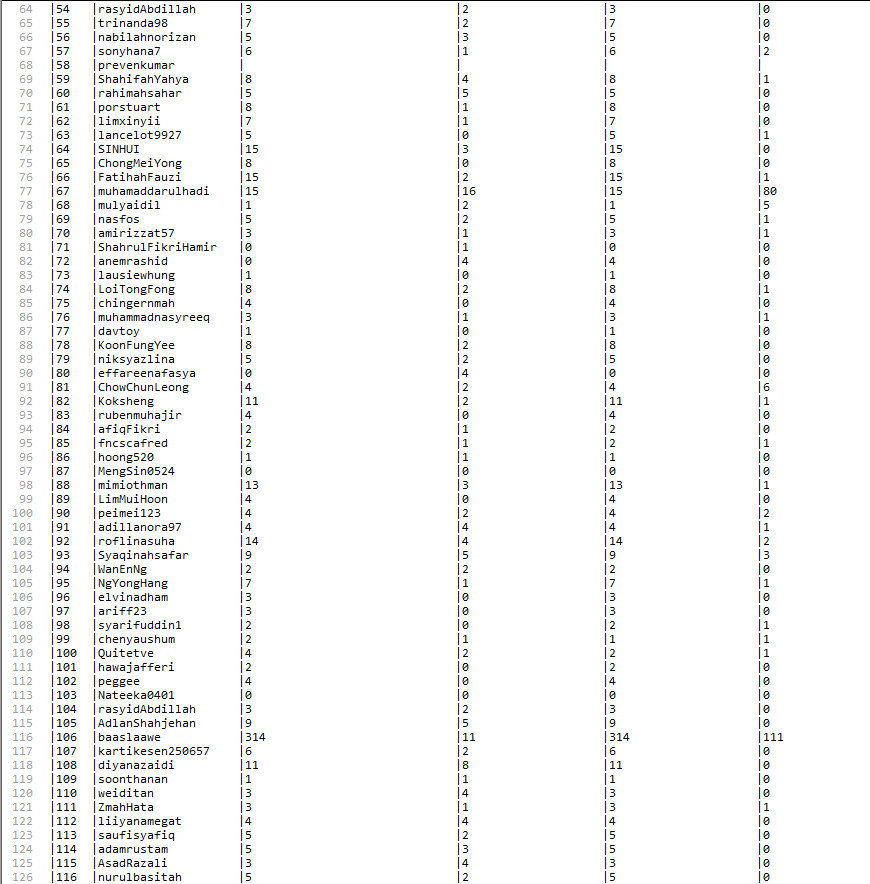 64 |54 |rasyidAbdillah |3 |2 |3 |0
65 |55 |trinanda98 |7 |2 |7 |0
66 |56 |nabilahnorizan |5 |3 |5 |0
67 |57 |sonyhana7 |6 |1 |6 |2
68 |58 |prevenkumar | | | |
69 |59 |ShahifahYahya |8 |4 |8 |1
70 |60 |rahimahsahar |5 |5 |5 |0
71 |61 |porstuart |8 |1 |8 |0
72 |62 |limxinyii |7 |1 |7 |0
73 |63 |lancelot9927 |5 |0 |5 |1
74 |64 |SINHUI |15 |3 |15 |0
75 |65 |ChongMeiYong |8 |0 |8 |0
76 |66 |FatihahFauzi |15 |2 |15 |1
77 |67 |muhamaddarulhadi |15 |16 |15 |80
78 |68 |mulyaidil |1 |2 |1 |5
79 |69 |nasfos |5 |2 |5 |1
80 |70 |amirizzat57 |3 |1 |3 |1
81 |71 |ShahrulFikriHamir |0 |1 |0 |0
82 |72 |anemrashid |0 |4 |4 |0
83 |73 |lausiewhung |1 |0 |1 |0
84 |74 |LoiTongFong |8 |2 |8 |1
85 |75 |chingernmah |4 |0 |4 |0
86 |76 |muhammadnasyreeq |3 |1 |3 |1
87 |77 |davtoy |1 |0 |1 |0
88 |78 |KoonFungYee |8 |2 |8 |0
89 |79 |niksyazlina |5 |2 |5 |0
90 |80 |effareenafasya |0 |4 |0 |0
91 |81 |ChowChunLeong |4 |2 |4 |6
92 |82 |Koksheng |11 |2 |11 |1
93 |83 |rubenmuhajir |4 |0 |4 |0
94 |84 |afiqFikri |2 |1 |2 |0
95 |85 |fncscafred |2 |1 |2 |1
96 |86 |hoong520 |1 |1 |1 |0
97 |87 |MengSin0524 |0 |0 |0 |0
98 |88 |mimiothman |13 |3 |13 |1
99 |89 |LimMuiHoon |4 |0 |4 |0
100 |90 |peimei123 |4 |2 |4 |2
101 |91 |adillanora97 |4 |4 |4 |1
102 |92 |roflinasuha |14 |4 |14 |2
103 |93 |Syaqinahsafar |9 |5 |9 |3
104 |94 |WanEnNg |2 |2 |2 |0
105 |95 |NgYongHang |7 |1 |7 |1
106 |96 |elvinadham |3 |0 |3 |0
107 |97 |ariff23 |3 |0 |3 |0
108 |98 |syarifuddin1 |2 |0 |2 |1
109 |99 |chenyaushum |2 |1 |1 |1
110 |100 |Quitetve |4 |2 |2 |1
111 |101 |hawajafferi |2 |0 |2 |0
112 |102 |peggee |4 |0 |4 |0
113 |103 |Nateeka0401 |0 |0 |0 |0
114 |104 |rasyidAbdillah |3 |2 |3 |0
115 |105 |AdlanShahjehan |9 |5 |9 |0
116 |106 |baaslaawe |314 |11 |314 |111
117 |107 |kartikesen250657 |6 |2 |6 |0
118 |108 |diyanazaidi |11 |8 |11 |0
119 |109 |soonthanan |1 |1 |1 |0
120 |110 |weiditan |3 |4 |3 |0
121 |111 |ZmahHata |3 |1 |3 |1
122 |112 |liiyanamegat |4 |4 |4 |0
123 |113 |saufisyafiq |5 |2 |5 |0
124 |114 |adamrustam |5 |3 |5 |0
125 |115 |AsadRazali |3 |4 |3 |0
126 |116 |nurulbasitah |5 |2 |5 |0